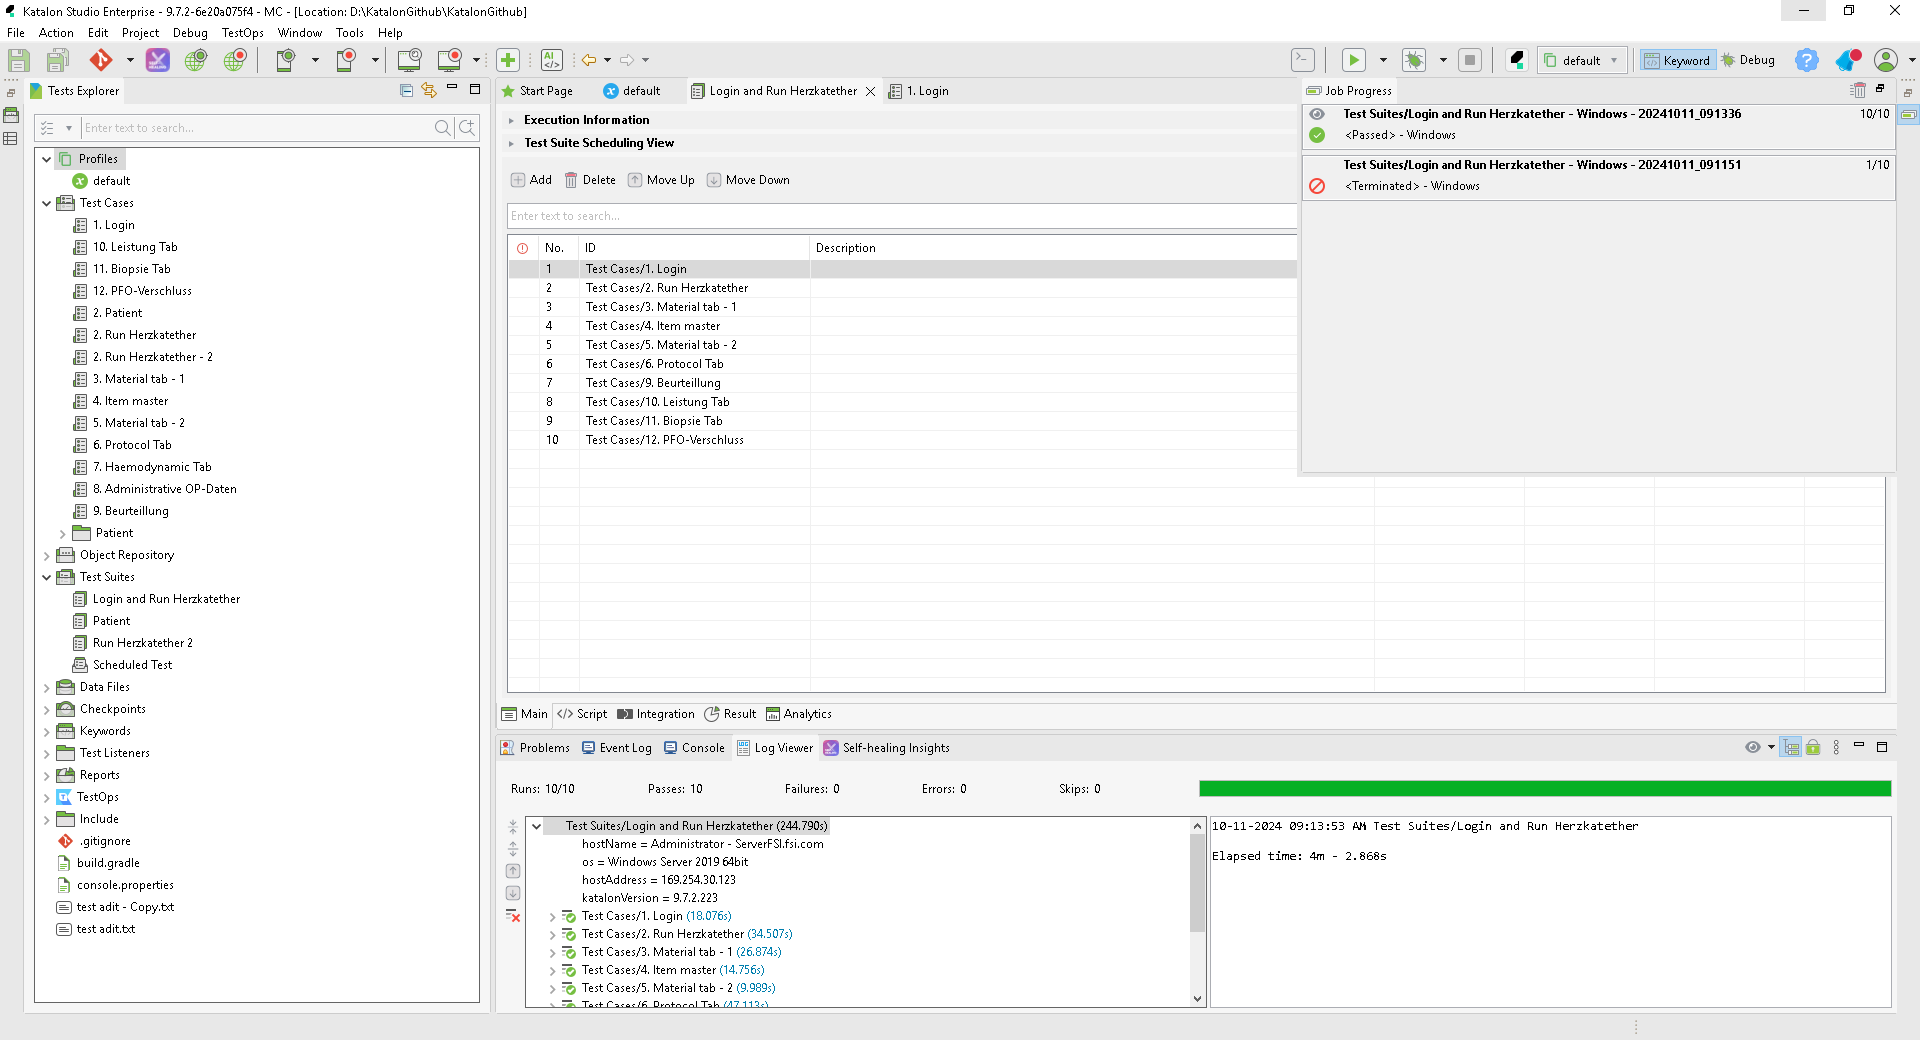 Katalon Studio Enterprise - 9.7.2-6e20a075f4 - MC - [Location: D:\KatalonGithub\KatalonGithub]
File Action Edit Project Debug TestOps Window Tools Help
default Keyword Debug
Tests Explorer
Enter text to search...
Profiles
default
Test Cases
1. Login
10. Leistung Tab
11. Biopsie Tab
12. PFO-Verschluss
2. Patient
2. Run Herzkatether
2. Run Herzkatether - 2
3. Material tab - 1
4. Item master
5. Material tab - 2
6. Protocol Tab
7. Haemodynamic Tab
8. Administrative OP-Daten
9. Beurteillung
Patient
Object Repository
Test Suites
Login and Run Herzkatether
Patient
Run Herzkatether 2
Scheduled Test
Data Files
Checkpoints
Keywords
Test Listeners
Reports
TestOps
Include
.gitignore
build.gradle
console.properties
test adit - Copy.txt
test adit.txt
Start Page default Login and Run Herzkatether 1. Login
Execution Information
Test Suite Scheduling View
Add Delete Move Up Move Down
Enter text to search...
No. ID Description
1 Test Cases/1. Login
2 Test Cases/2. Run Herzkatether
3 Test Cases/3. Material tab - 1
4 Test Cases/4. Item master
5 Test Cases/5. Material tab - 2
6 Test Cases/6. Protocol Tab
7 Test Cases/9. Beurteillung
8 Test Cases/10. Leistung Tab
9 Test Cases/11. Biopsie Tab
10 Test Cases/12. PFO-Verschluss
Job Progress
Test Suites/Login and Run Herzkatether - Windows - 20241011_091336 10/10
<Passed> - Windows
Test Suites/Login and Run Herzkatether - Windows - 20241011_091151 1/10
<Terminated> - Windows
Main Script Integration Result Analytics
Problems Event Log Console Log Viewer Self-healing Insights
Runs: 10/10 Passes: 10 Failures: 0 Errors: 0 Skips: 0
Test Suites/Login and Run Herzkatether (244.790s)
hostName = Administrator - ServerFSI.fsi.com
os = Windows Server 2019 64bit
hostAddress = 169.254.30.123
katalonVersion = 9.7.2.223
Test Cases/1. Login (18.076s)
Test Cases/2. Run Herzkatether (34.507s)
Test Cases/3. Material tab - 1 (26.874s)
Test Cases/4. Item master (14.756s)
Test Cases/5. Material tab - 2 (9.989s)
Test Cases/6. Protocol Tab (47.113s)
10-11-2024 09:13:53 AM Test Suites/Login and Run Herzkatether
Elapsed time: 4m - 2.868s